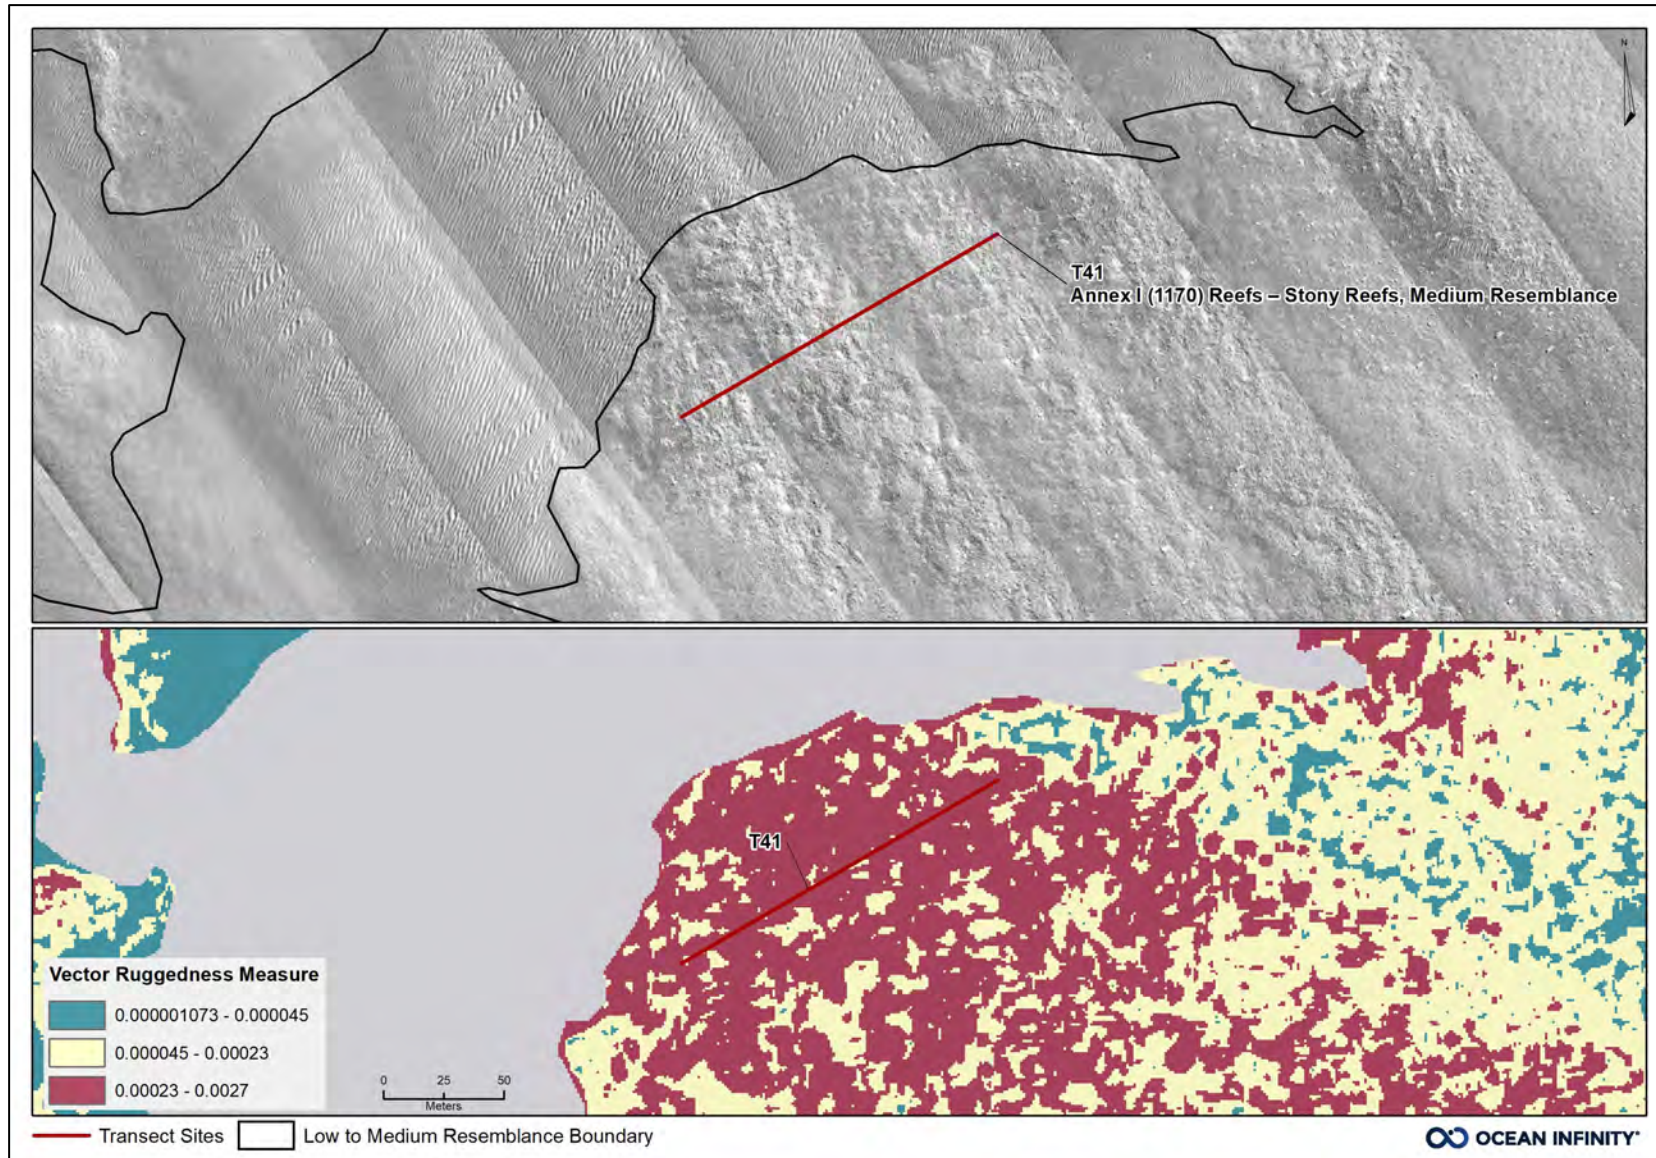 N
T41
Annex I (1170) Reefs – Stony Reefs, Medium Resemblance
T41
Vector Ruggedness Measure
0.000001073 - 0.000045
0.000045 - 0.00023
0.00023 - 0.0027
0 25 50
Meters
Transect Sites Low to Medium Resemblance Boundary
OCEAN INFINITY®